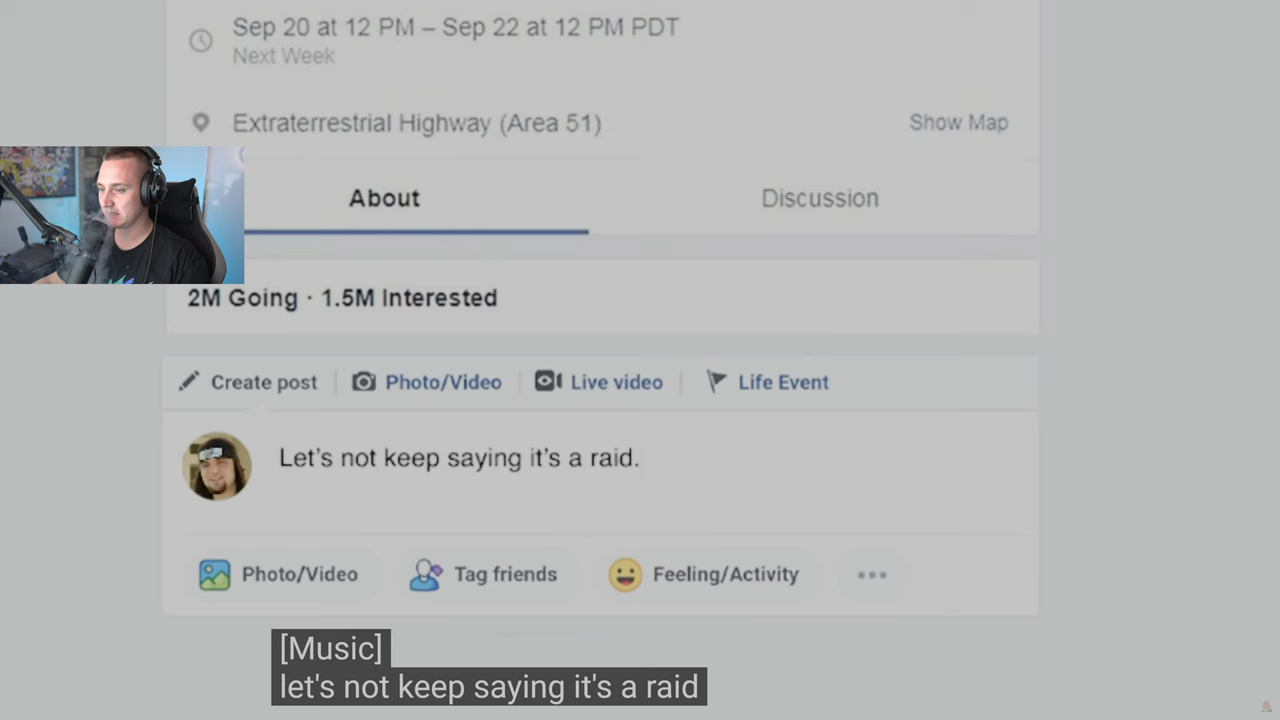 Sep 20 at 12 PM – Sep 22 at 12 PM PDT
Next Week
Extraterrestrial Highway (Area 51)
Show Map
About
Discussion
2M Going · 1.5M Interested
Create post
Photo/Video
Live video
Life Event
Let's not keep saying it's a raid.
Photo/Video
Tag friends
Feeling/Activity
[Music]
let's not keep saying it's a raid